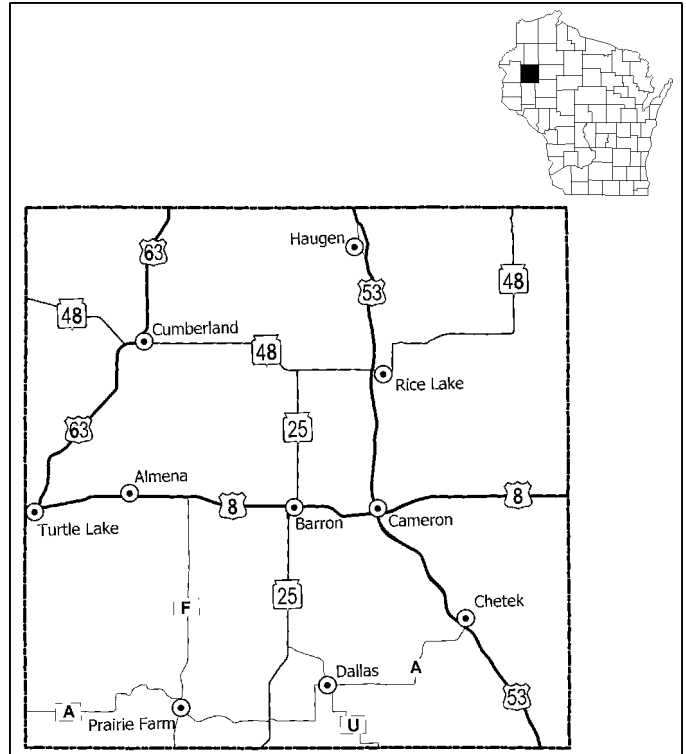 Haugen
63
53
48
48
Cumberland
48
Rice Lake
63
25
Almena
8
8
Turtle Lake
Barron
Cameron
25
F
Chetek
Dallas
A
A
Prairie Farm
U
53